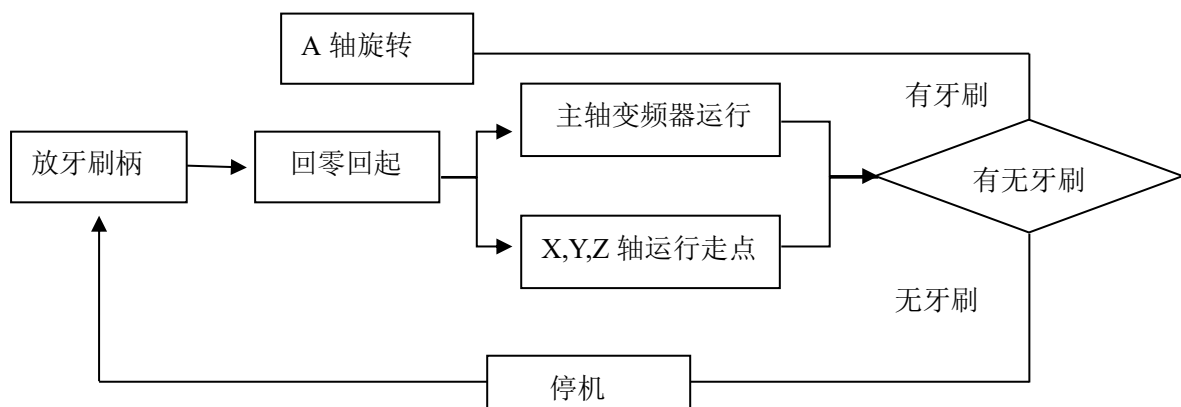 A 轴旋转
有牙刷
主轴变频器运行
放牙刷柄
回零回起
有无牙刷
X,Y,Z 轴运行走点
无牙刷
停机